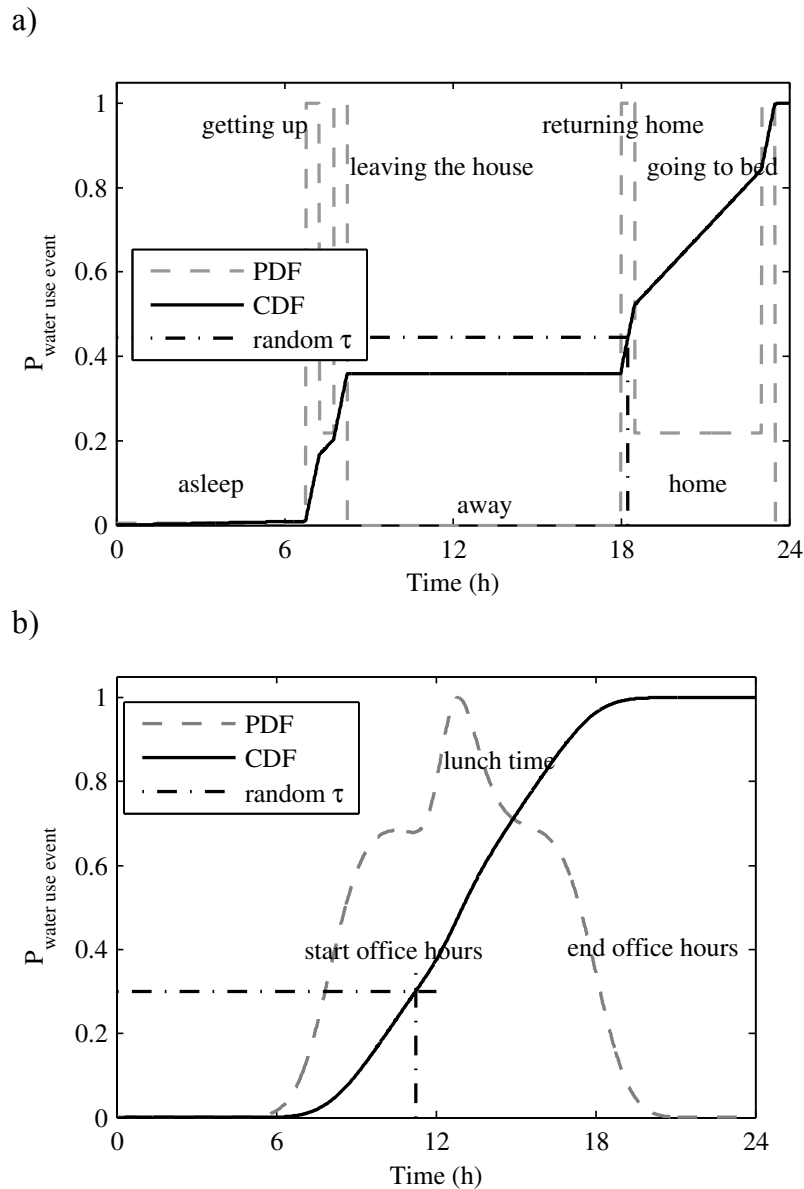 a)
1
0.8
0.6
0.4
0.2
0
P water use event
getting up
returning home
leaving the house
going to bed
PDF
CDF
random τ
asleep
away
home
0 6 12 18 24
Time (h)
b)
1
0.8
0.6
0.4
0.2
0
P water use event
PDF
CDF
random τ
lunch time
start office hours
end office hours
0 6 12 18 24
Time (h)